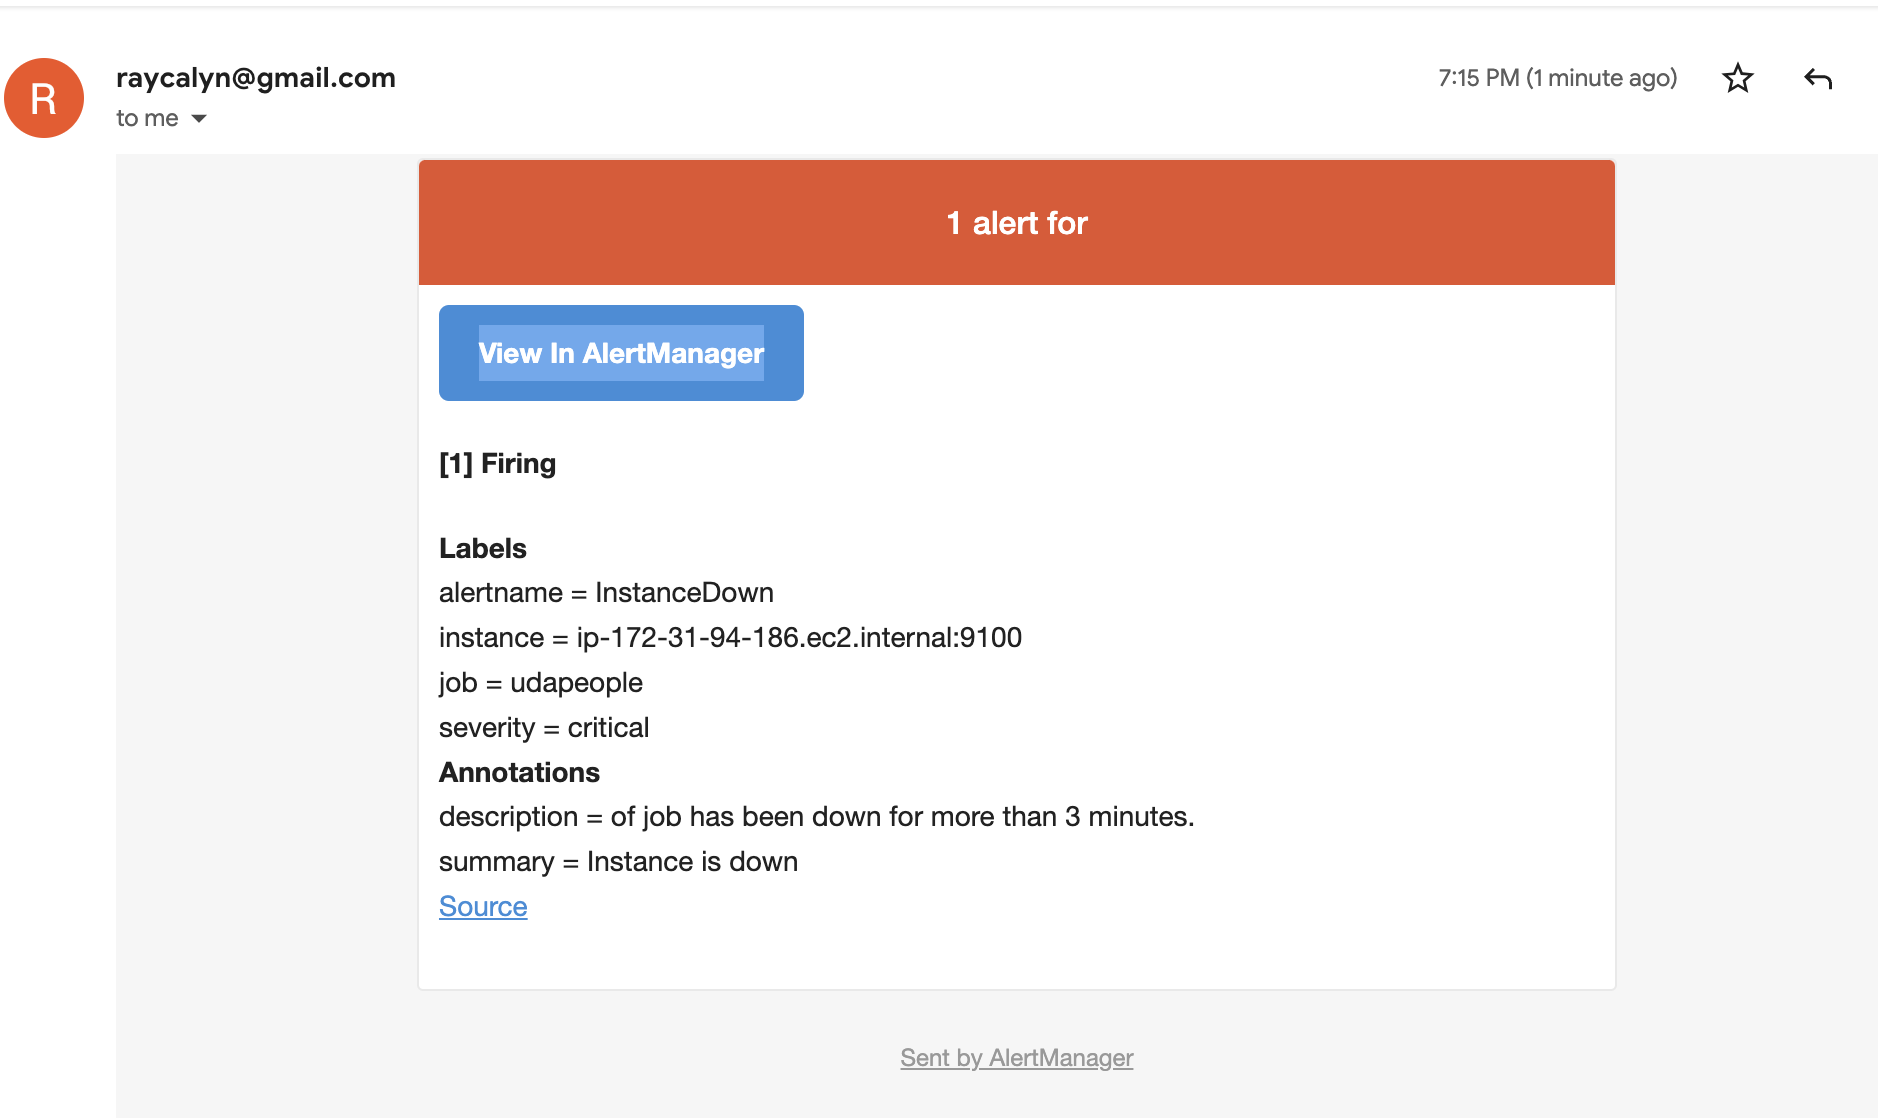 R
raycalyn@gmail.com
7:15 PM (1 minute ago)
to me
1 alert for
View In AlertManager
[1] Firing
Labels
alertname = InstanceDown
instance = ip-172-31-94-186.ec2.internal:9100
job = udapeople
severity = critical
Annotations
description = of job has been down for more than 3 minutes.
summary = Instance is down
Source
Sent by AlertManager